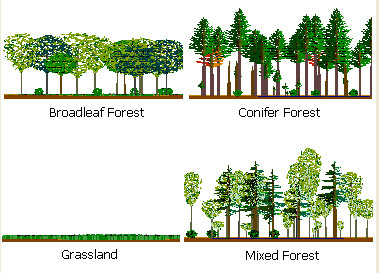 Broadleaf Forest
Conifer Forest
Grassland
Mixed Forest